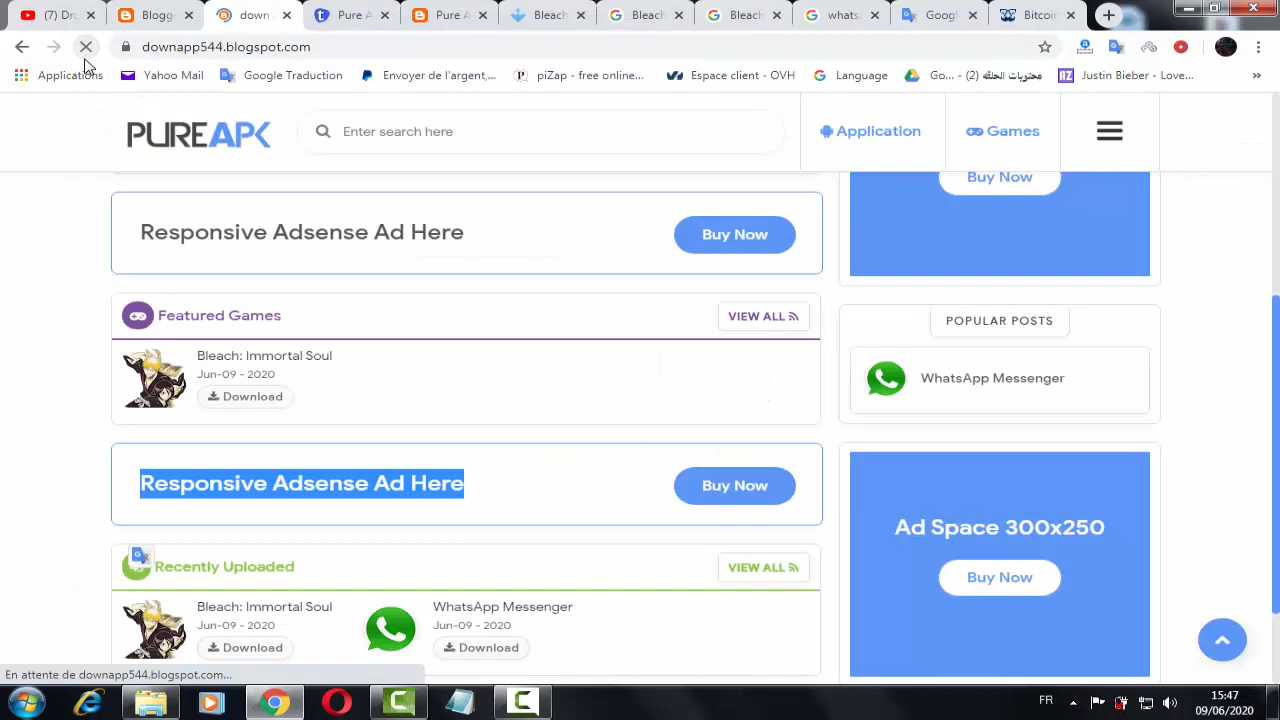 (7) Dr
Blogg
down
Pure A
Pure
Bleac
Bleach
Bleac
whats
Googl
Bitcoi
downapp544.blogspot.com
Applications
Yahoo Mail
Google Traduction
Envoyer de l'argent,...
piZap - free online...
Espace client - OVH
Language
Go... - (2) محتويات الحلقه
Justin Bieber - Love...
»
PUREAPK
Enter search here
Application
Games
Buy Now
Responsive Adsense Ad Here
Buy Now
Featured Games
VIEW ALL
POPULAR POSTS
Bleach: Immortal Soul
Jun-09 - 2020
Download
WhatsApp Messenger
Responsive Adsense Ad Here
Buy Now
Ad Space 300x250
Buy Now
Recently Uploaded
VIEW ALL
Bleach: Immortal Soul
Jun-09 - 2020
Download
WhatsApp Messenger
Jun-09 - 2020
Download
En attente de downapp544.blogspot.com...
FR
15:47
09/06/2020